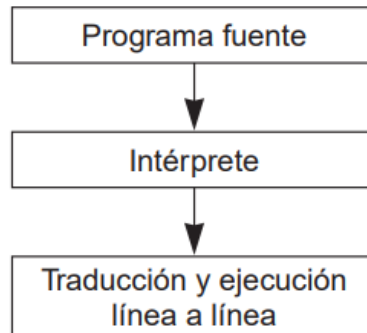 Programa fuente
Intérprete
Traducción y ejecución
línea a línea